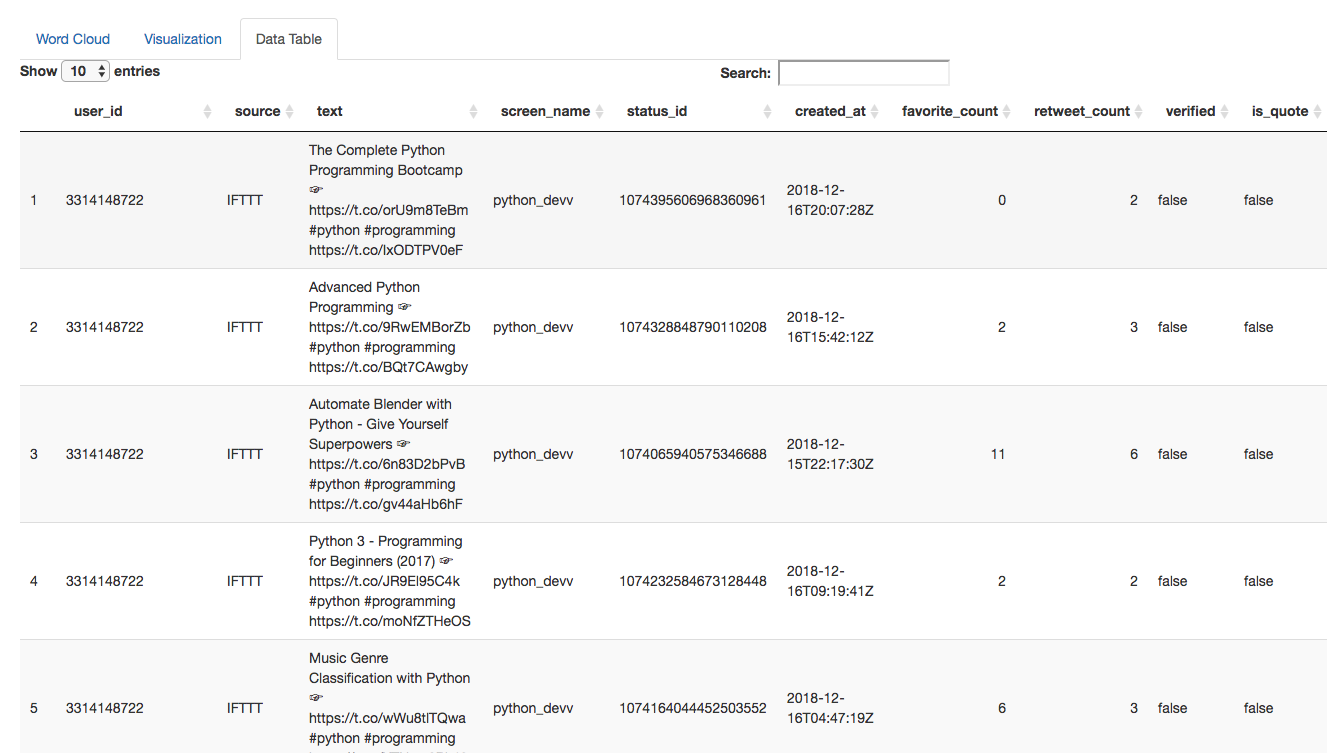 Word Cloud Visualization Data Table
Show 10 entries Search:
user_id source text screen_name status_id created_at favorite_count retweet_count verified is_quote
The Complete Python
Programming Bootcamp
☞
1 3314148722 IFTTT python_devv 1074395606968360961 2018-12-16T20:07:28Z 0 2 false false
https://t.co/orU9m8TeBm
#python #programming
https://t.co/lxODTPV0eF
Advanced Python
Programming ☞
2 3314148722 IFTTT https://t.co/9RwEMBorZb python_devv 1074328848790110208 2018-12-16T15:42:12Z 2 3 false false
#python #programming
https://t.co/BQt7CAwgby
Automate Blender with
Python - Give Yourself
Superpowers ☞
3 3314148722 IFTTT python_devv 1074065940575346688 2018-12-15T22:17:30Z 11 6 false false
https://t.co/6n83D2bPvB
#python #programming
https://t.co/gv44aHb6hF
Python 3 - Programming
for Beginners (2017) ☞
4 3314148722 IFTTT https://t.co/JR9El95C4k python_devv 1074232584673128448 2018-12-16T09:19:41Z 2 2 false false
#python #programming
https://t.co/moNfZTHeOS
Music Genre
Classification with Python
☞
5 3314148722 IFTTT python_devv 1074164044452503552 2018-12-16T04:47:19Z 6 3 false false
https://t.co/wWu8tlTQwa
#python #programming